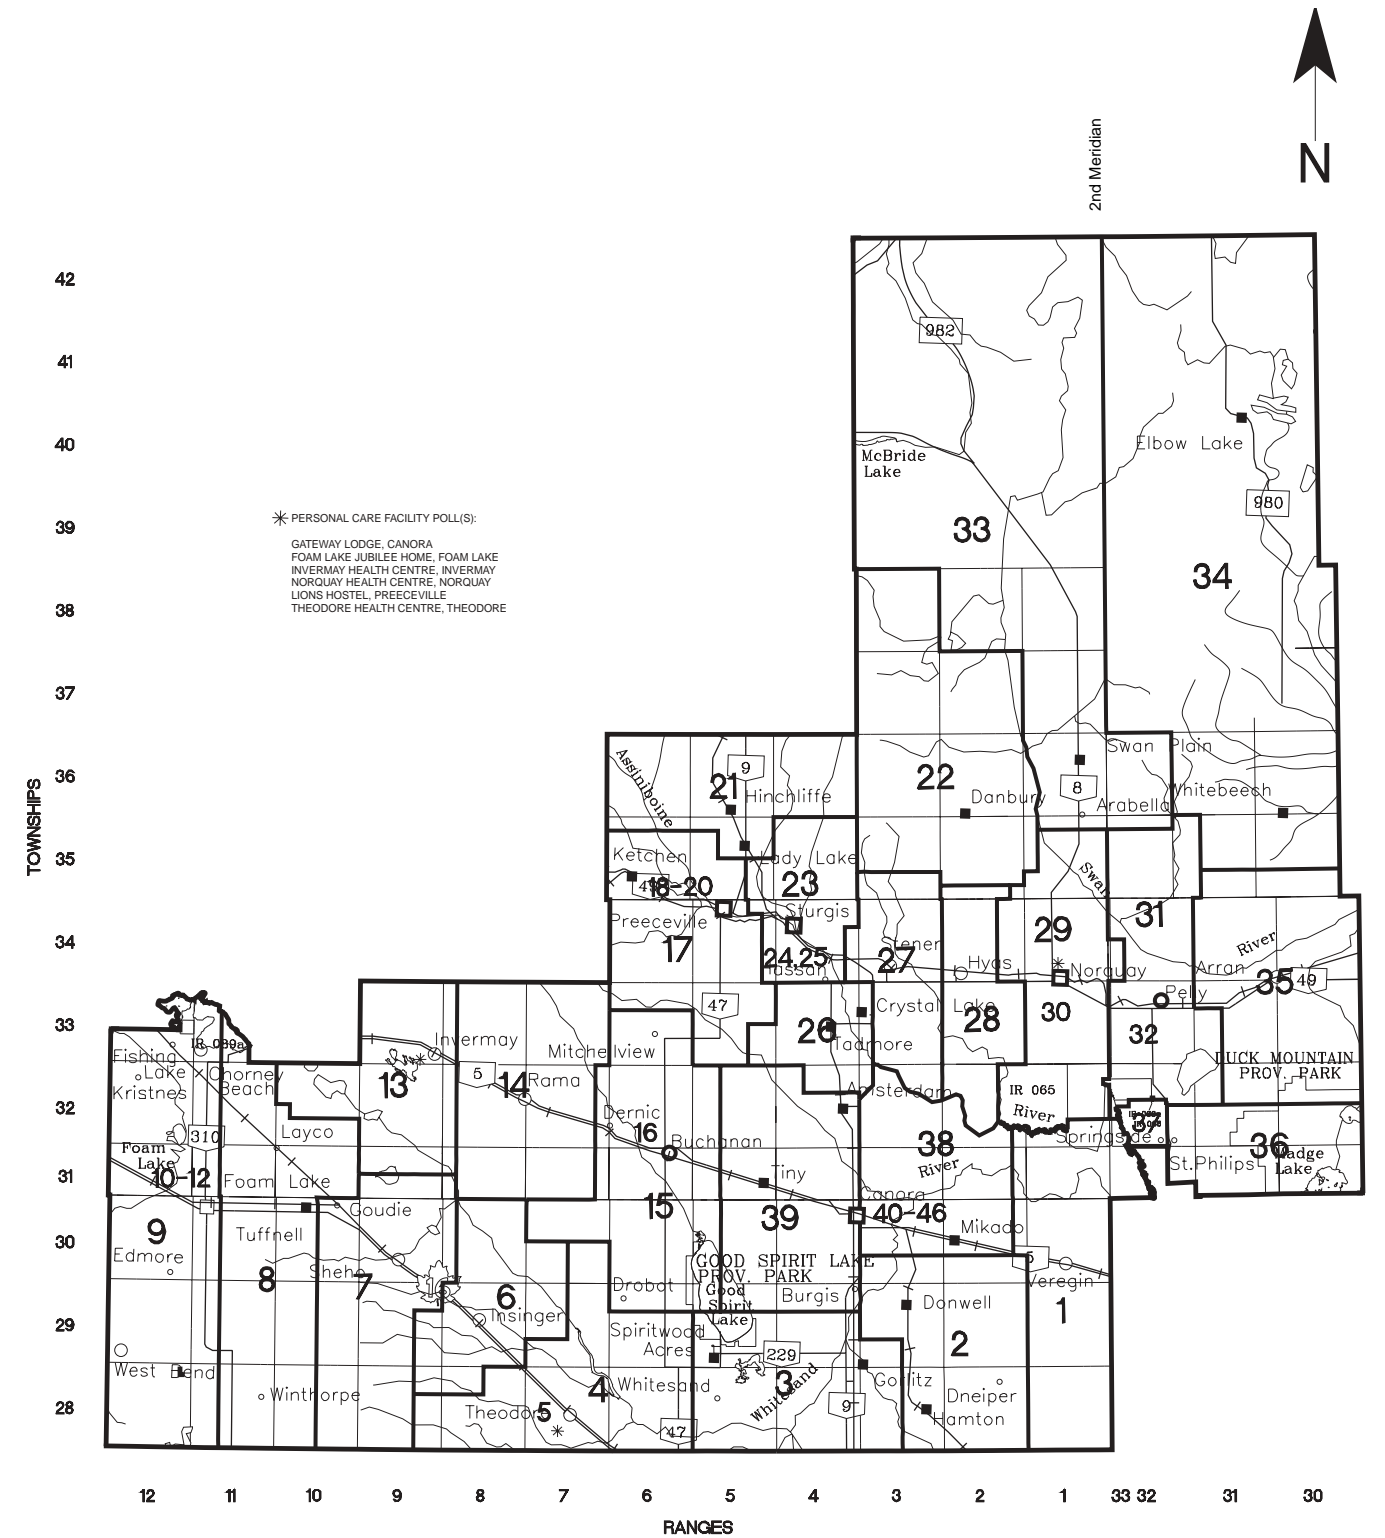 N
2nd Meridian
42
982
41
40
Elbow Lake
McBride
Lake
980
39
33
✳ PERSONAL CARE FACILITY POLL(S):
GATEWAY LODGE, CANORA
FOAM LAKE JUBILEE HOME, FOAM LAKE
INVERMAY HEALTH CENTRE, INVERMAY
NORQUAY HEALTH CENTRE, NORQUAY
LIONS HOSTEL, PREECEVILLE
THEODORE HEALTH CENTRE, THEODORE
34
38
37
TOWNSHIPS
36
Assiniboine
9
21
Hinchliffe
22
Danbury
Swan Plain
8
Arabella
Whitebeech
35
Ketchen
Lady Lake
18-20
23
Swan
Preeceville
Sturgis
31
34
17
24,25
Tassan
Stener
27
Hyas
29
Norquay
River
Arran
35
49
Pelly
47
33
Crystal Lake
28
30
32
26
Tadmore
IR 089a
Invermay
Mitchellview
DUCK MOUNTAIN
PROV. PARK
Fishing
Lake
Kristnes
Chorney
Beach
13
5
14
Rama
Amsterdam
IR 065
River
32
Dernic
16
Buchanan
37
310
Layco
38
River
Springside
36
Madge
Lake
St.Philips
Foam
Lake
31
10-12
Foam Lake
Tiny
Canora
40-46
Goudie
15
39
Mikado
30
9
Edmore
Tuffnell
8
Sheho
7
GOOD SPIRIT LAKE
PROV. PARK
5
Veregin
6
Insinger
Drobot
Good
Spirit
Lake
Burgis
Donwell
1
29
Spiritwood
Acres
229
2
West Bend
Winthorpe
4
Whitesand
3
Whitesand
Gorlitz
Dneiper
28
Theodore
5
47
9
Hamton
12 11 10 9 8 7 6 5 4 3 2 1 33 32 31 30
RANGES